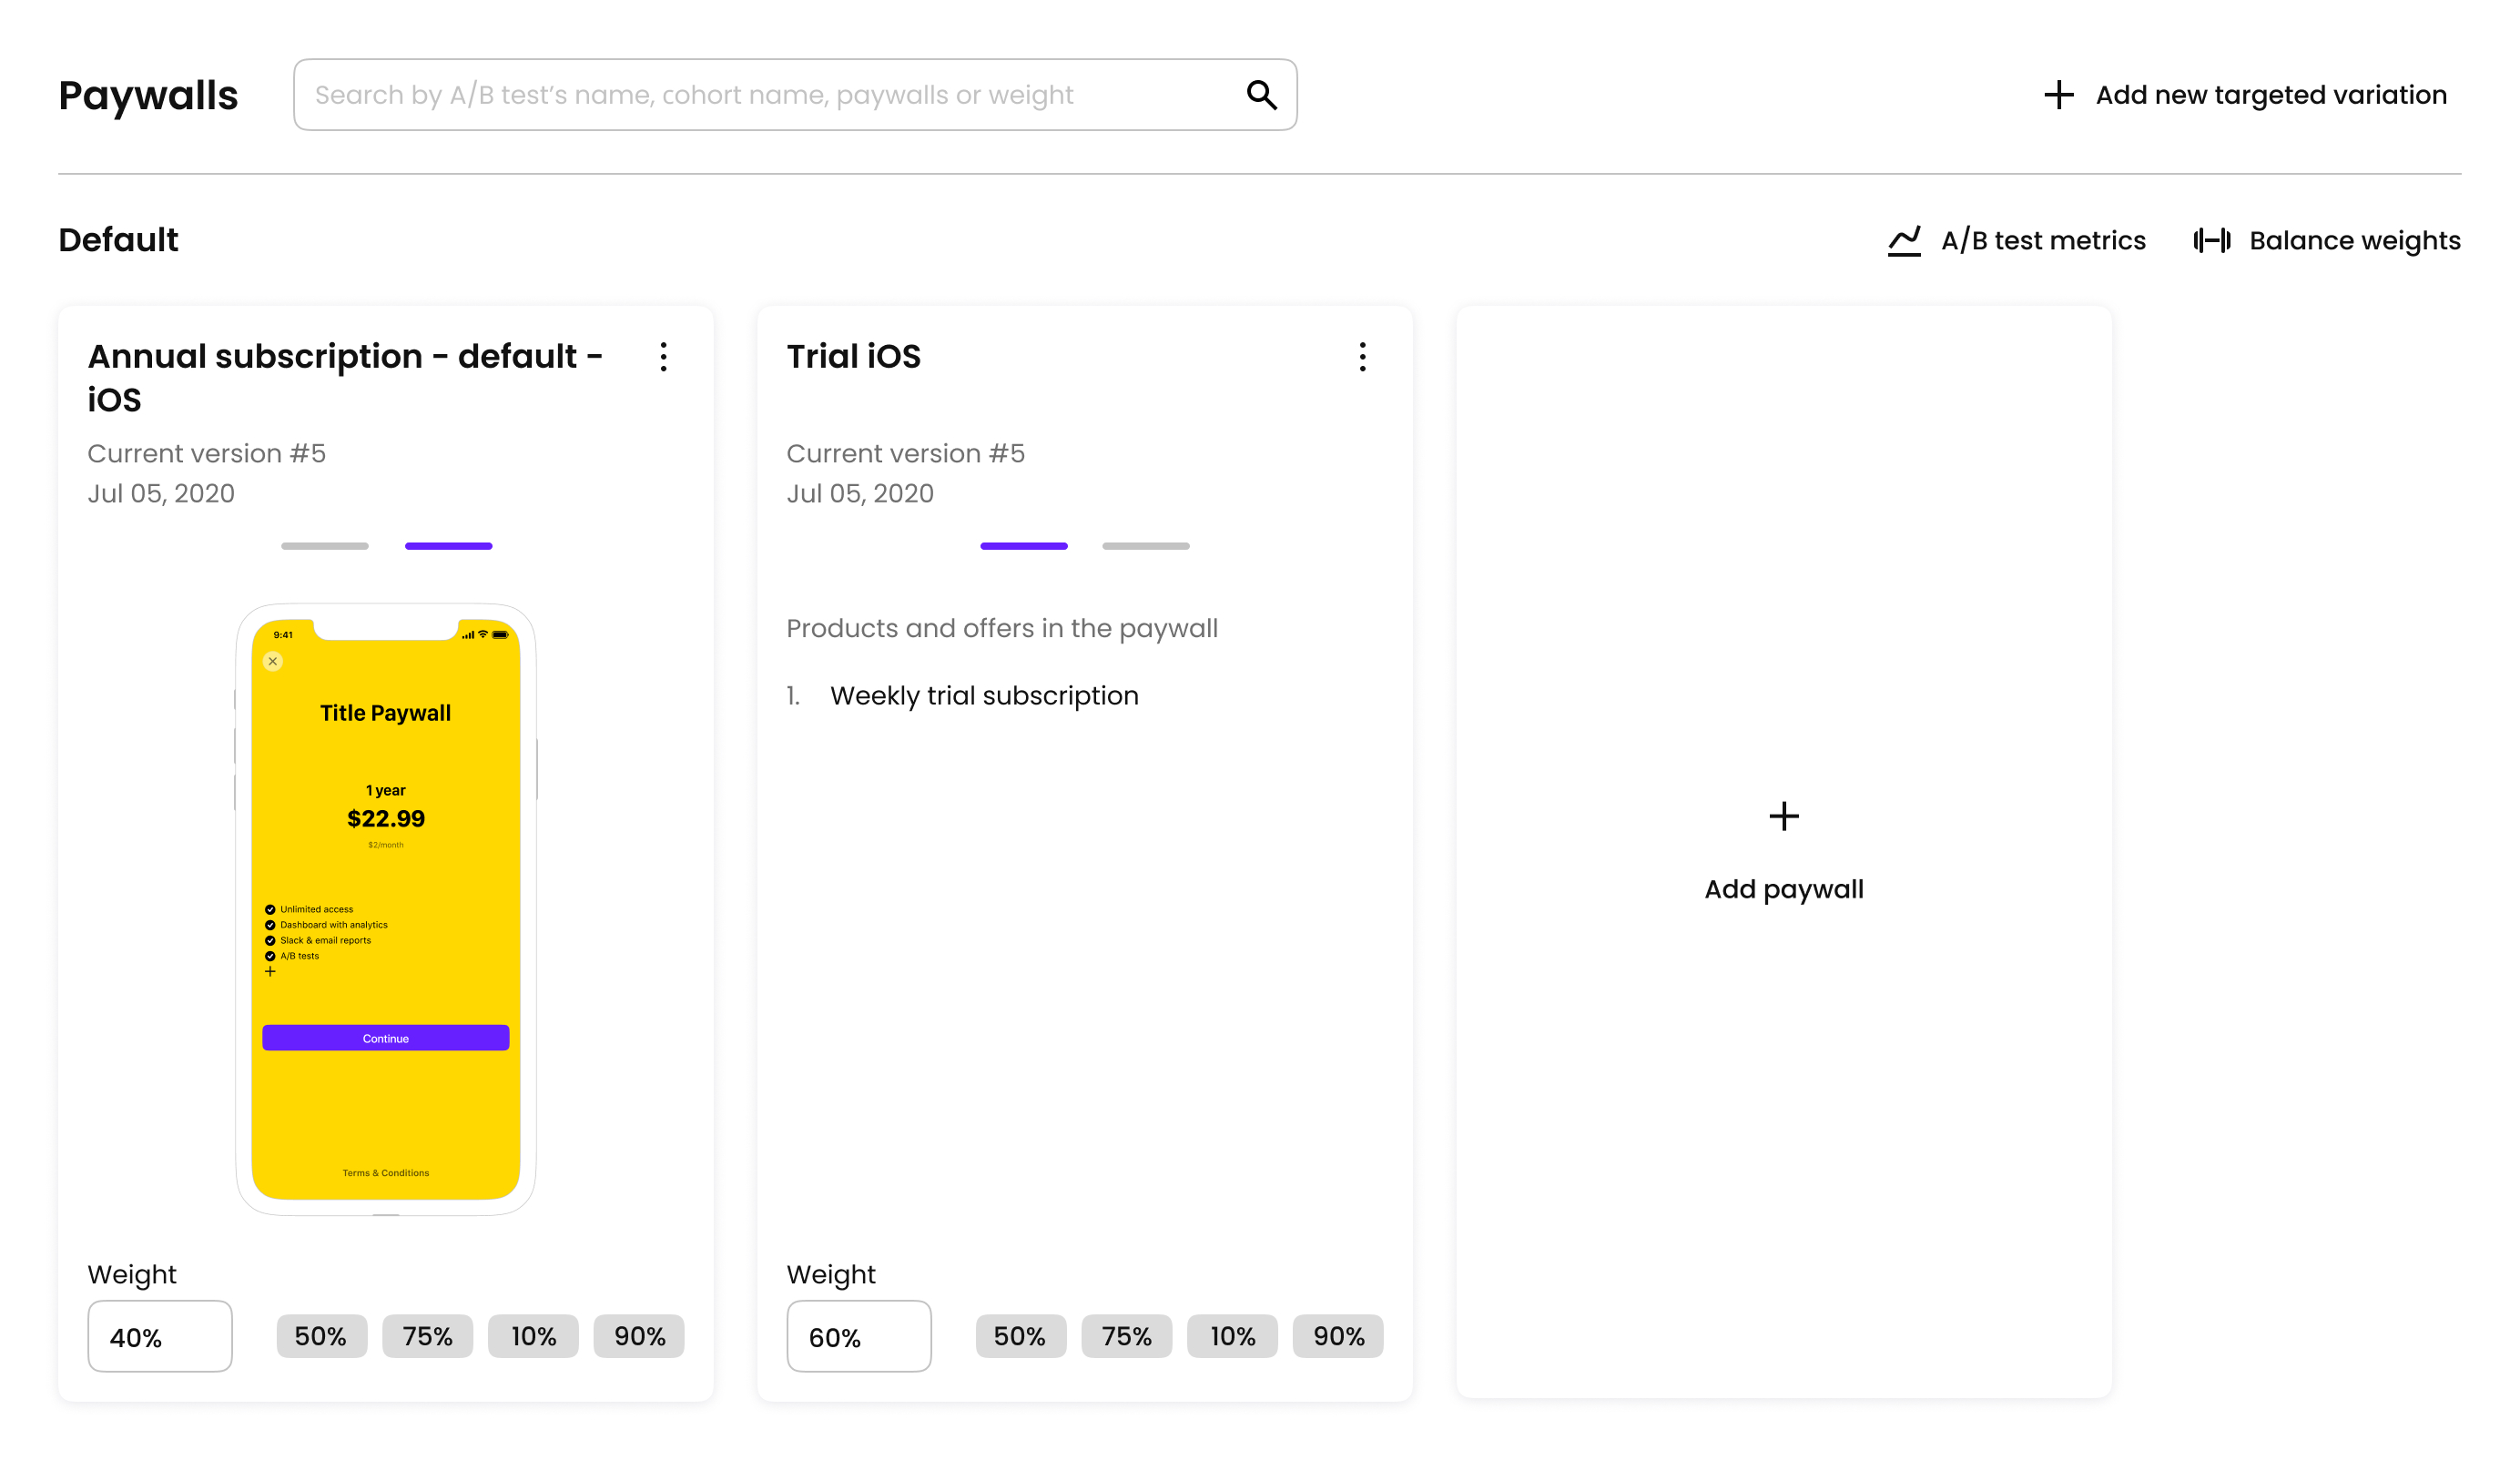 Paywalls
Search by A/B test’s name, cohort name, paywalls or weight
Add new targeted variation
Default
A/B test metrics
Balance weights
Annual subscription - default -
iOS
Current version #5
Jul 05, 2020
9:41
Title Paywall
1 year
$22.99
$2/month
Unlimited access
Dashboard with analytics
Slack & email reports
A/B tests
Continue
Terms & Conditions
Weight
40%
50%
75%
10%
90%
Trial iOS
Current version #5
Jul 05, 2020
Products and offers in the paywall
1. Weekly trial subscription
Weight
60%
50%
75%
10%
90%
Add paywall